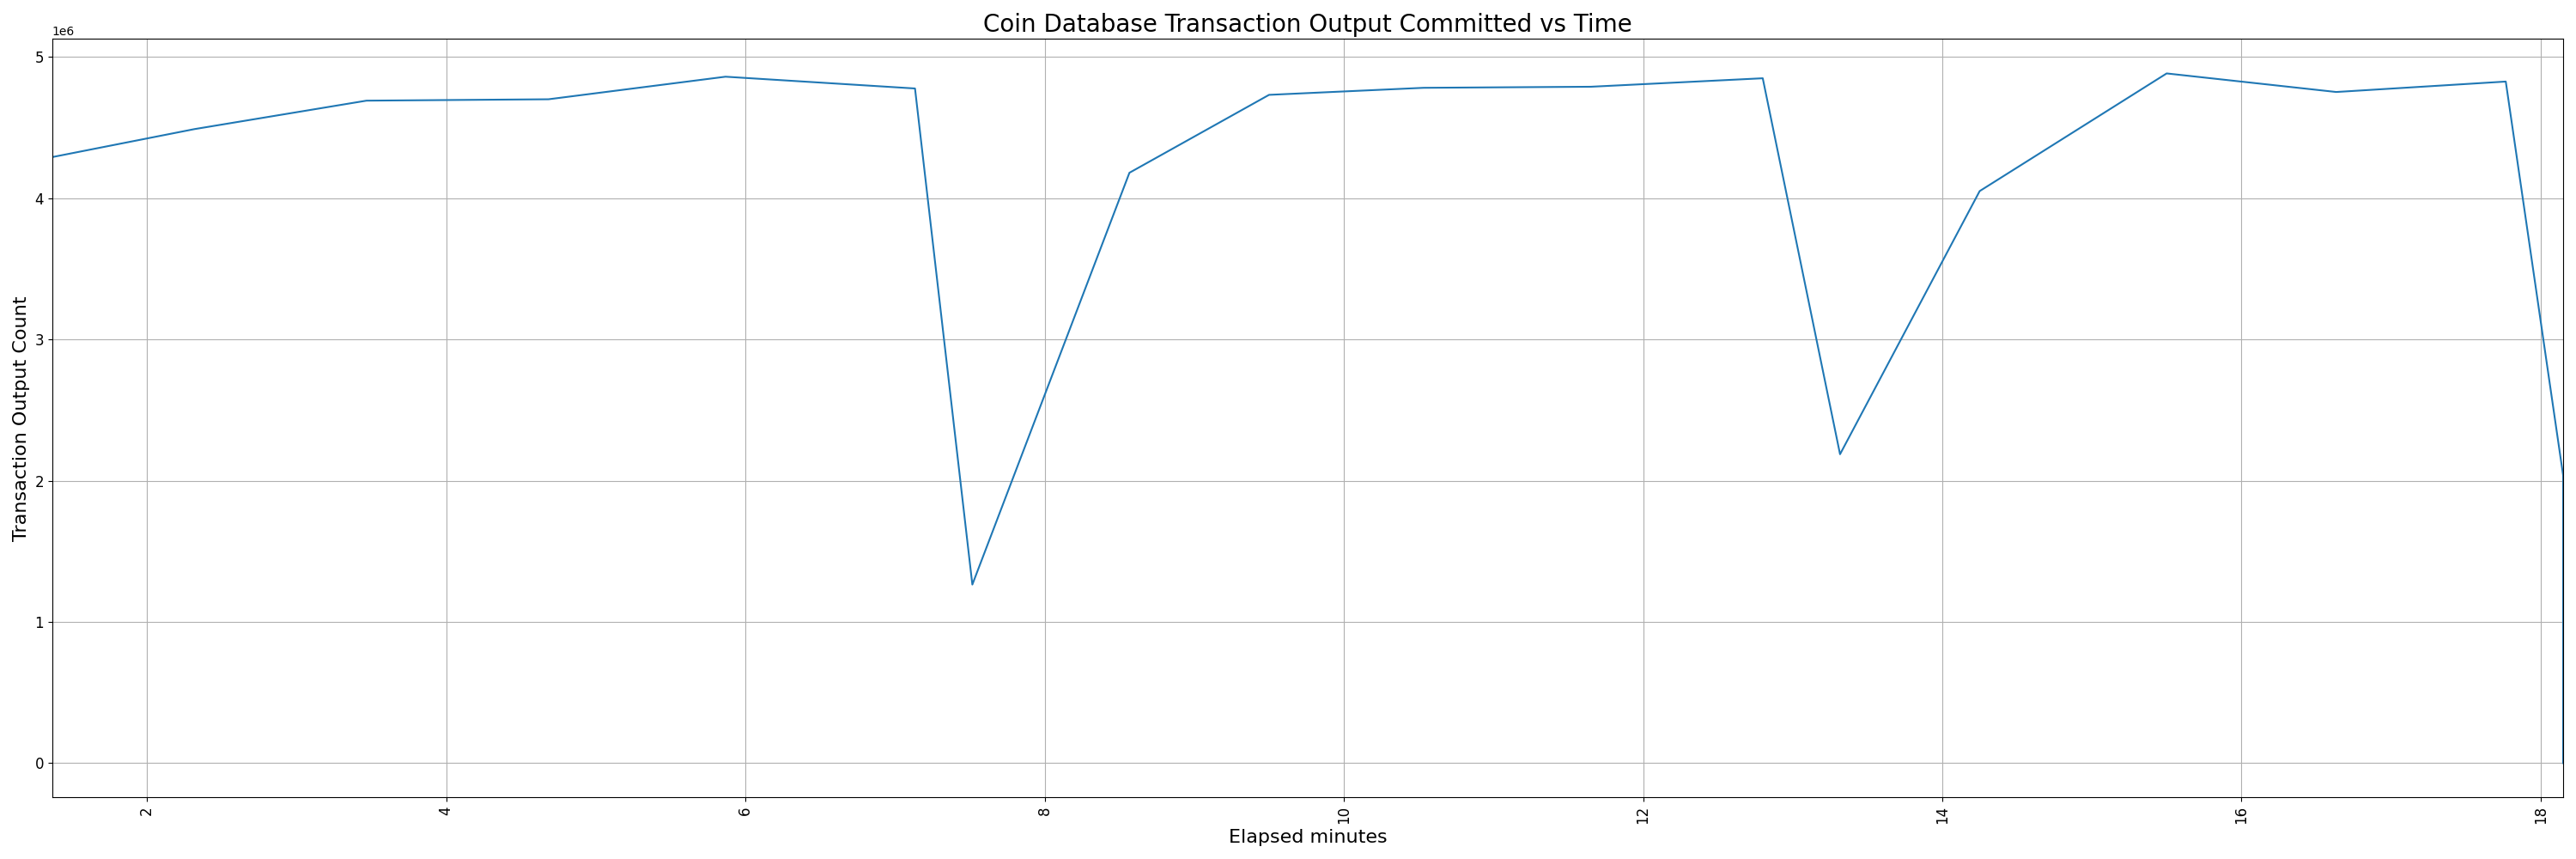 Coin Database Transaction Output Committed vs Time
1e6
5
4
3
2
1
0
Transaction Output Count
2 4 6 8 10 12 14 16 18
Elapsed minutes